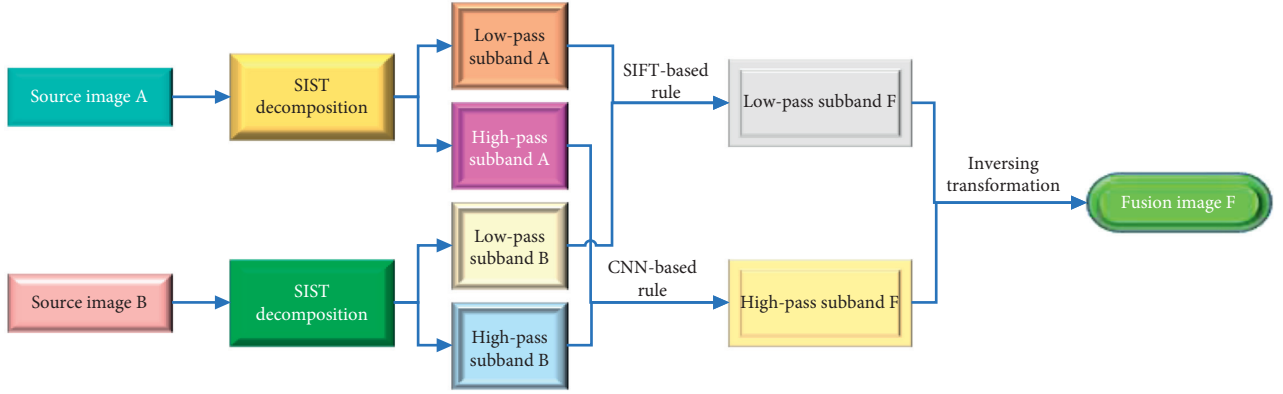 Source image A
SIST
decomposition
Low-pass
subband A
High-pass
subband A
SIFT-based
rule
Low-pass subband F
Inversing
transformation
Fusion image F
Source image B
SIST
decomposition
Low-pass
subband B
High-pass
subband B
CNN-based
rule
High-pass subband F